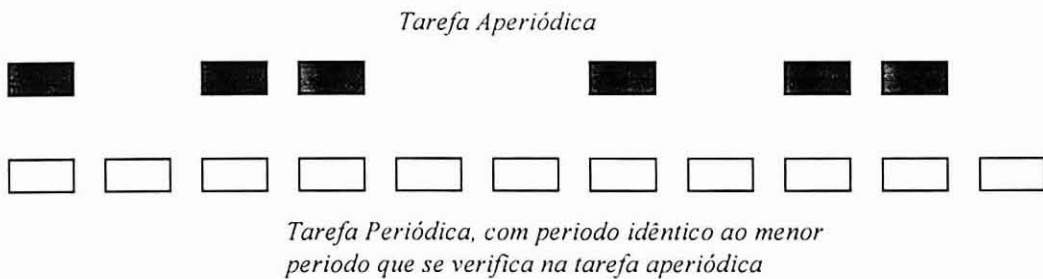 Tarefa Aperiódica
Tarefa Periódica, com periodo idêntico ao menor
periodo que se verifica na tarefa aperiódica